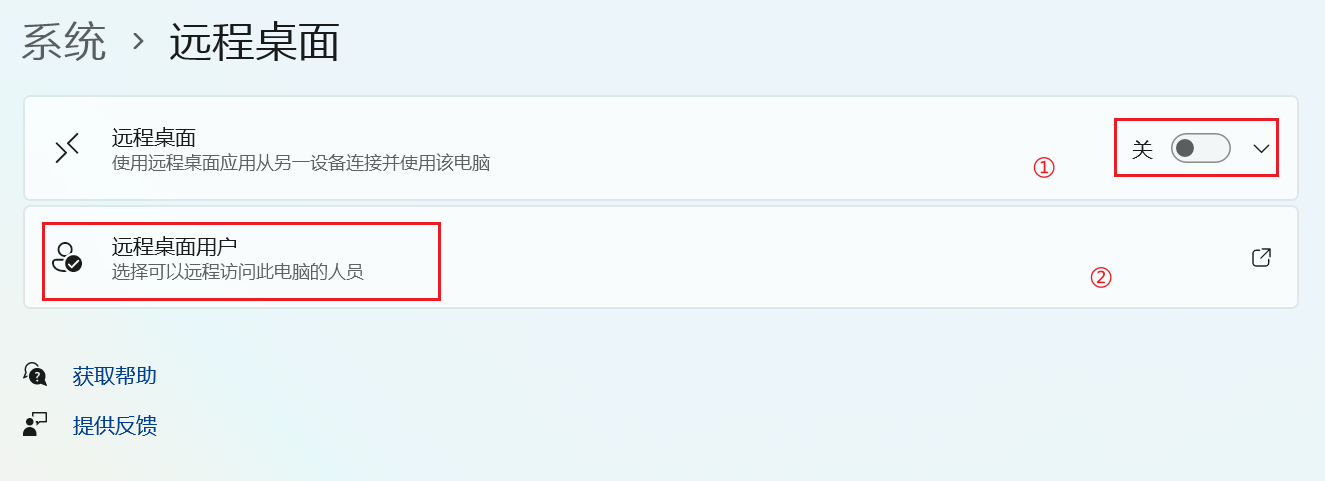 系统 › 远程桌面
远程桌面
使用远程桌面应用从另一设备连接并使用该电脑
关
①
远程桌面用户
选择可以远程访问此电脑的人员
②
获取帮助
提供反馈